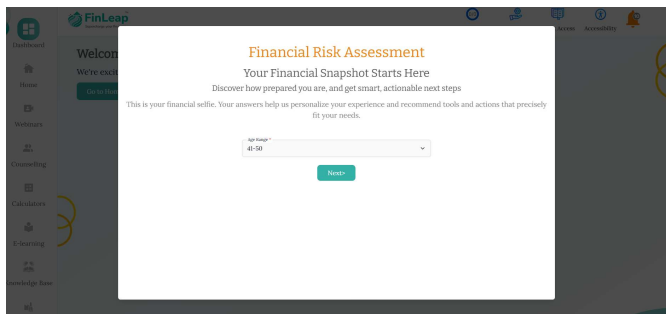 FinLeap
Dashboard
Home
Webinars
Counseling
Calculators
E-learning
Knowledge Base
Welcom
We're excit
Access
Accessibility
Financial Risk Assessment
Your Financial Snapshot Starts Here
Discover how prepared you are, and get smart, actionable next steps
This is your financial selfie. Your answers help us personalize your experience and recommend tools and actions that precisely
fit your needs.
Age Range *
41-50
Next>